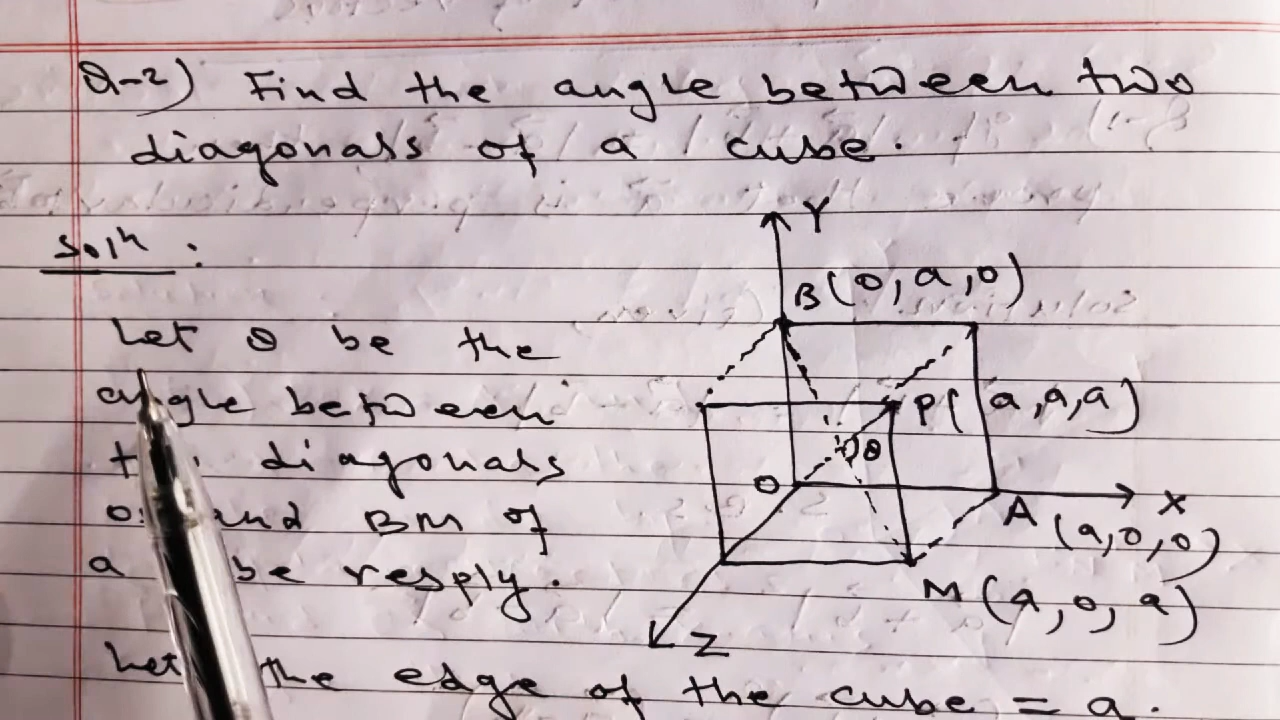 Q-2) Find the angle between two
diagonals of a cube.
Soln :
Let θ be the
angle between
diagonals
and BM of
a be resply.
Let the edge of the cube = a.
Y
B(0,a,0)
P(a,a,a)
θ
O
A
X
(a,0,0)
M(a,0,a)
Z